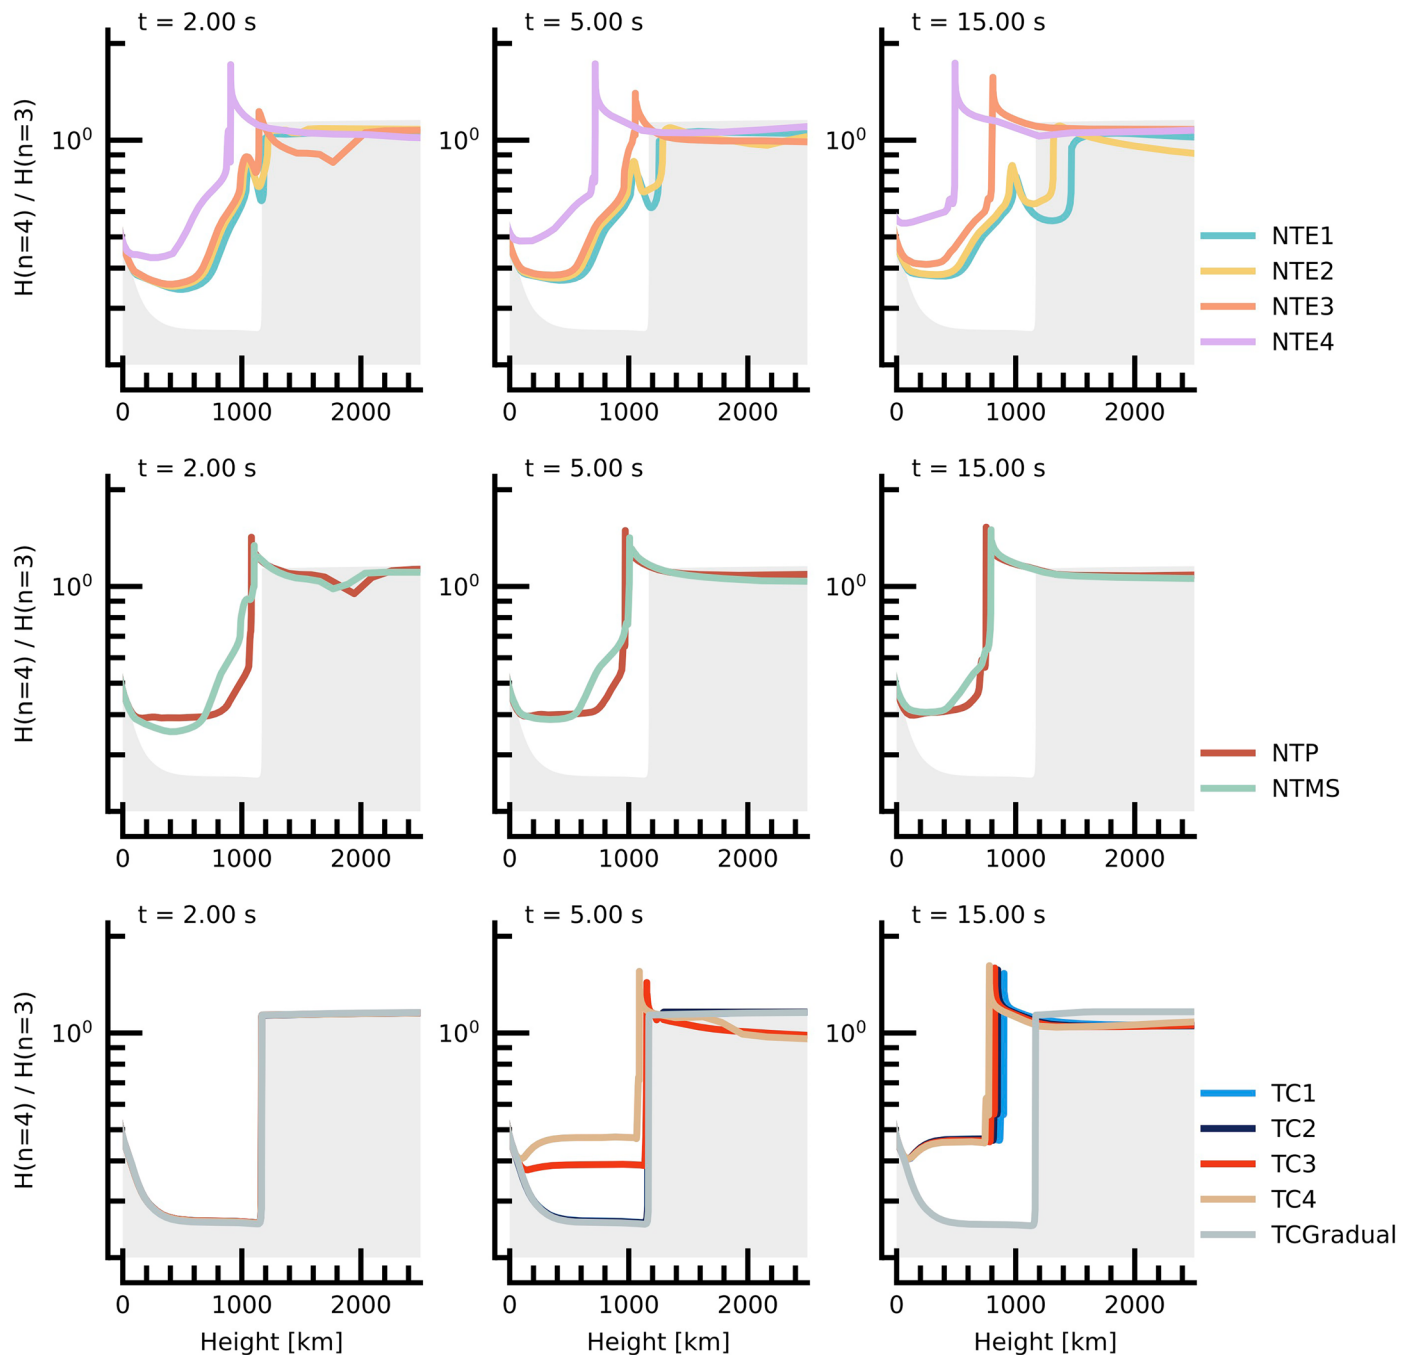 t = 2.00 s
t = 5.00 s
t = 15.00 s
H(n=4) / H(n=3)
10⁰
10⁰
10⁰
NTE1
NTE2
NTE3
NTE4
0 1000 2000
0 1000 2000
0 1000 2000
t = 2.00 s
t = 5.00 s
t = 15.00 s
H(n=4) / H(n=3)
10⁰
10⁰
10⁰
NTP
NTMS
0 1000 2000
0 1000 2000
0 1000 2000
t = 2.00 s
t = 5.00 s
t = 15.00 s
H(n=4) / H(n=3)
10⁰
10⁰
10⁰
TC1
TC2
TC3
TC4
TCGradual
0 1000 2000
0 1000 2000
0 1000 2000
Height [km]
Height [km]
Height [km]